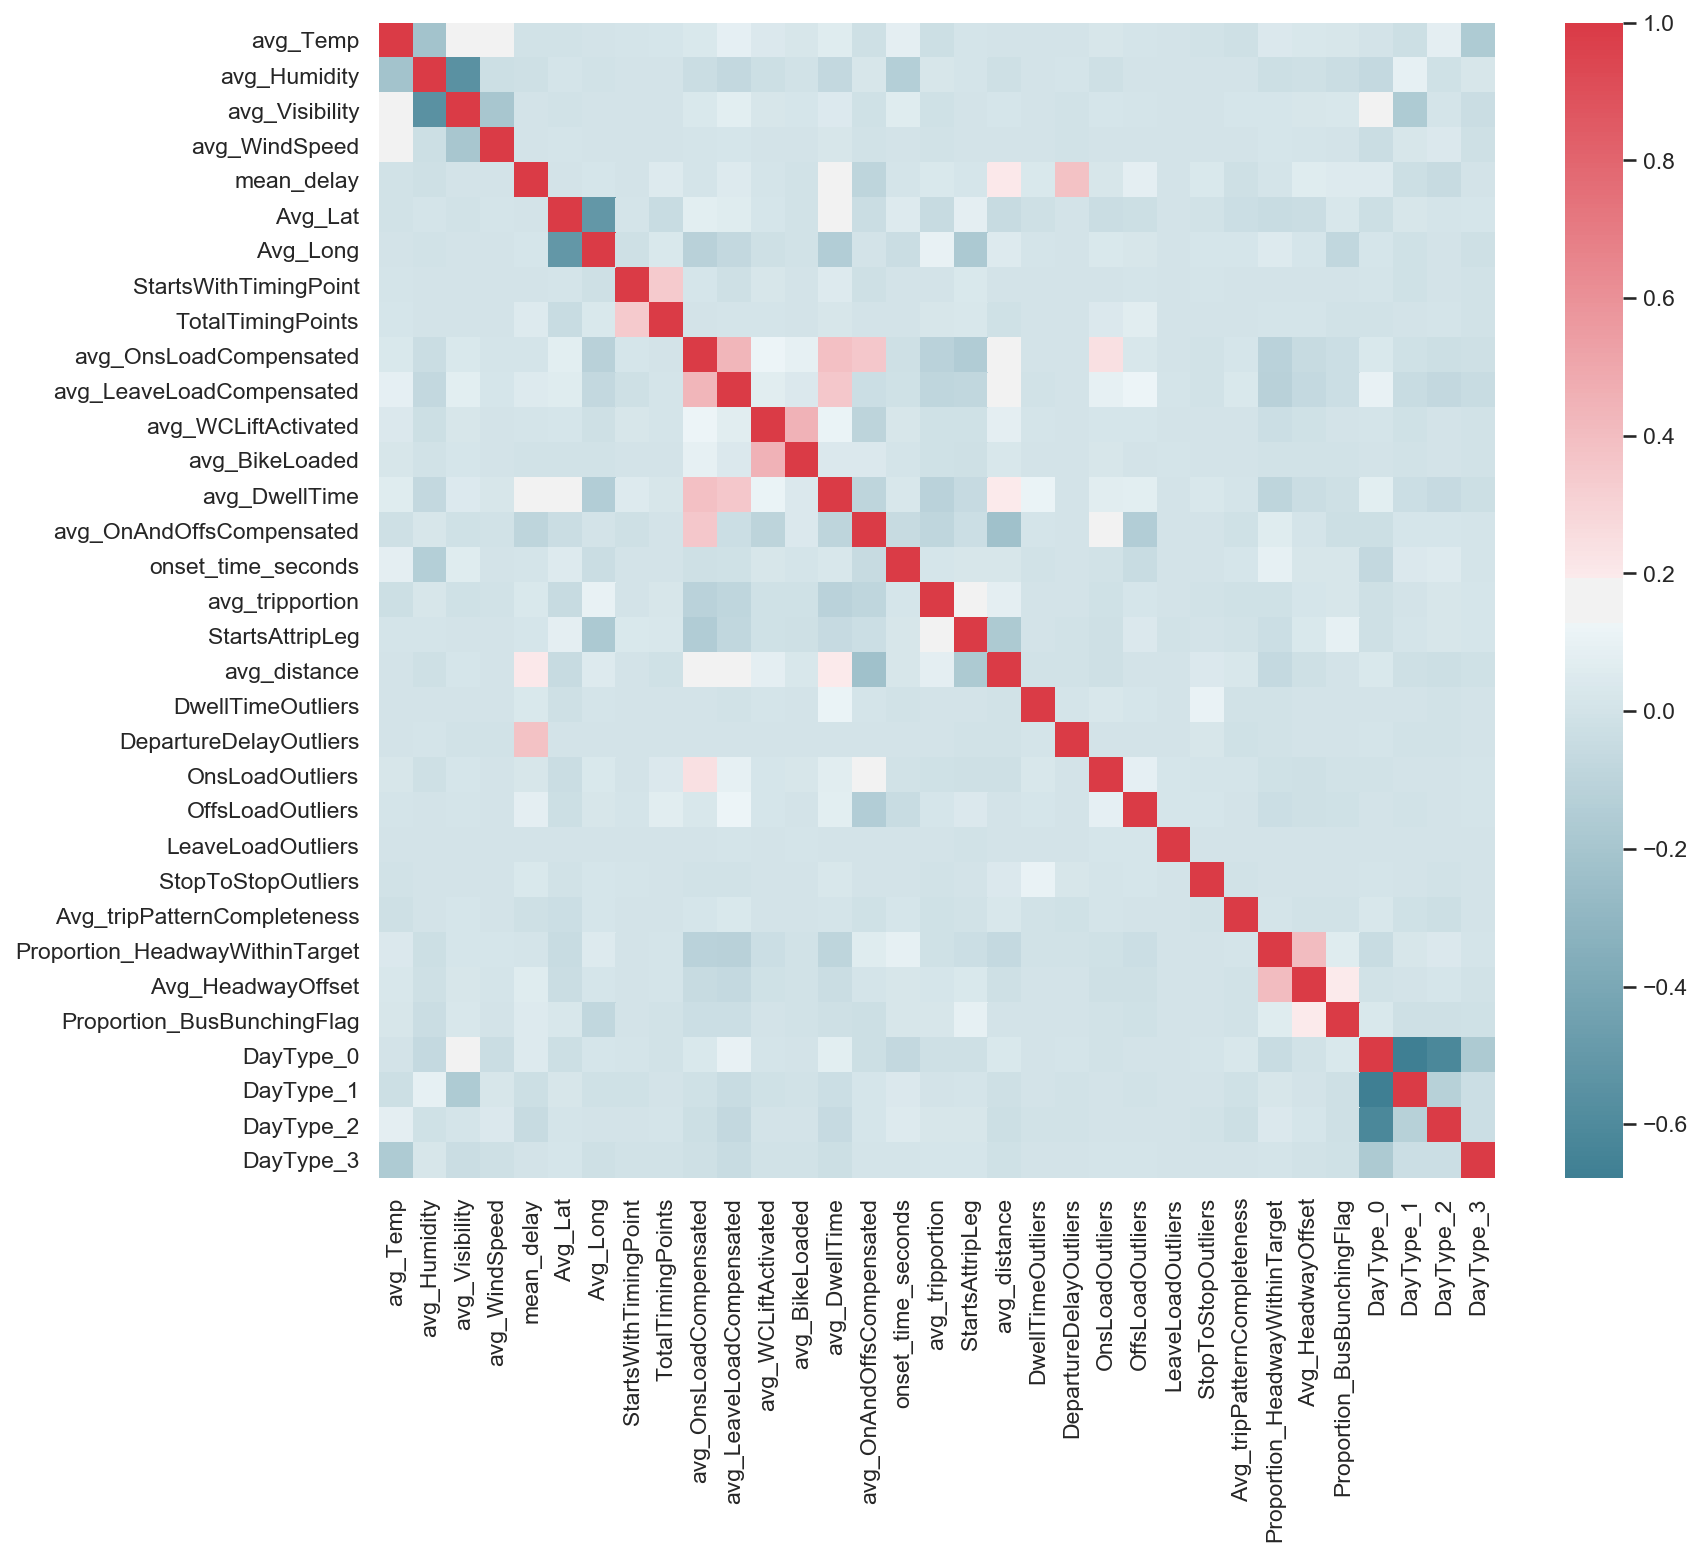 avg_Temp
avg_Humidity
avg_Visibility
avg_WindSpeed
mean_delay
Avg_Lat
Avg_Long
StartsWithTimingPoint
TotalTimingPoints
avg_OnsLoadCompensated
avg_LeaveLoadCompensated
avg_WCLiftActivated
avg_BikeLoaded
avg_DwellTime
avg_OnAndOffsCompensated
onset_time_seconds
avg_tripportion
StartsAttripLeg
avg_distance
DwellTimeOutliers
DepartureDelayOutliers
OnsLoadOutliers
OffsLoadOutliers
LeaveLoadOutliers
StopToStopOutliers
Avg_tripPatternCompleteness
Proportion_HeadwayWithinTarget
Avg_HeadwayOffset
Proportion_BusBunchingFlag
DayType_0
DayType_1
DayType_2
DayType_3
avg_Temp
avg_Humidity
avg_Visibility
avg_WindSpeed
mean_delay
Avg_Lat
Avg_Long
StartsWithTimingPoint
TotalTimingPoints
avg_OnsLoadCompensated
avg_LeaveLoadCompensated
avg_WCLiftActivated
avg_BikeLoaded
avg_DwellTime
avg_OnAndOffsCompensated
onset_time_seconds
avg_tripportion
StartsAttripLeg
avg_distance
DwellTimeOutliers
DepartureDelayOutliers
OnsLoadOutliers
OffsLoadOutliers
LeaveLoadOutliers
StopToStopOutliers
Avg_tripPatternCompleteness
Proportion_HeadwayWithinTarget
Avg_HeadwayOffset
Proportion_BusBunchingFlag
DayType_0
DayType_1
DayType_2
DayType_3
1.0
0.8
0.6
0.4
0.2
0.0
−0.2
−0.4
−0.6